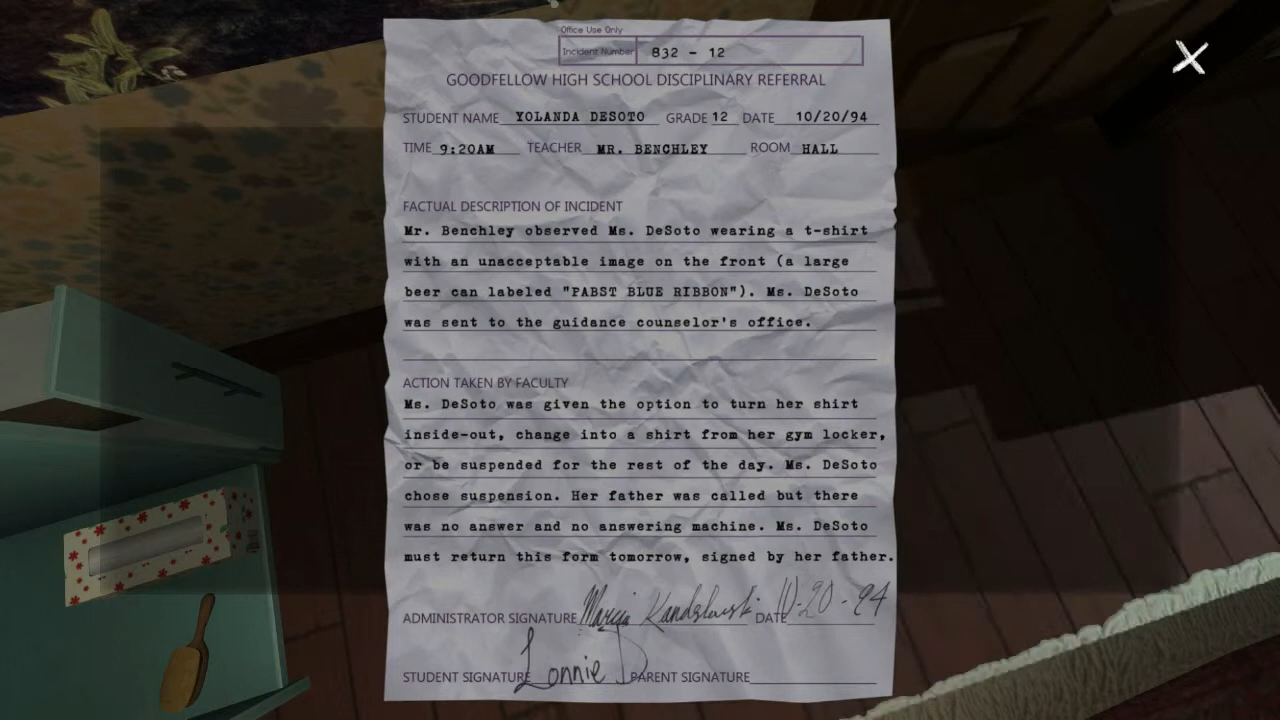 Office Use Only
Incident Number 832 - 12
GOODFELLOW HIGH SCHOOL DISCIPLINARY REFERRAL
STUDENT NAME YOLANDA DESOTO GRADE 12 DATE 10/20/94
TIME 9:20AM TEACHER MR. BENCHLEY ROOM HALL
FACTUAL DESCRIPTION OF INCIDENT
Mr. Benchley observed Ms. DeSoto wearing a t-shirt
with an unacceptable image on the front (a large
beer can labeled "PABST BLUE RIBBON"). Ms. DeSoto
was sent to the guidance counselor's office.
ACTION TAKEN BY FACULTY
Ms. DeSoto was given the option to turn her shirt
inside-out, change into a shirt from her gym locker,
or be suspended for the rest of the day. Ms. DeSoto
chose suspension. Her father was called but there
was no answer and no answering machine. Ms. DeSoto
must return this form tomorrow, signed by her father.
ADMINISTRATOR SIGNATURE Marcia DATE 10-20-94
STUDENT SIGNATURE Lonnie D PARENT SIGNATURE